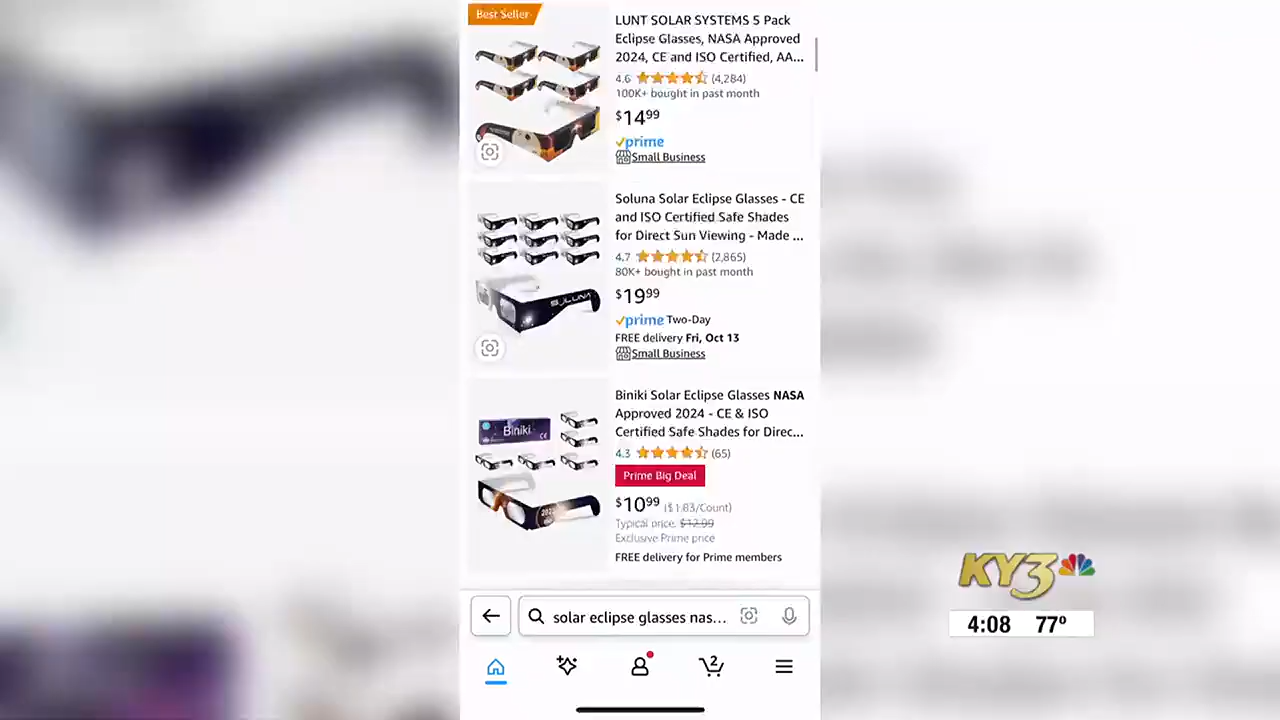 Best Seller
LUNT SOLAR SYSTEMS 5 Pack
Eclipse Glasses, NASA Approved
2024, CE and ISO Certified, AA...
4.6 (4,284)
100K+ bought in past month
$14 99
prime
Small Business
Soluna Solar Eclipse Glasses - CE
and ISO Certified Safe Shades
for Direct Sun Viewing - Made ...
4.7 (2,865)
80K+ bought in past month
$19 99
prime Two-Day
FREE delivery Fri, Oct 13
Small Business
SOLUNA
Biniki Solar Eclipse Glasses NASA
Approved 2024 - CE & ISO
Certified Safe Shades for Direc...
4.3 (65)
Prime Big Deal
$10 99 ($1.83/Count)
Typical price: $12.99
Exclusive Prime price
FREE delivery for Prime members
Biniki
CE
solar eclipse glasses nas...
2
KY3
4:08 77º